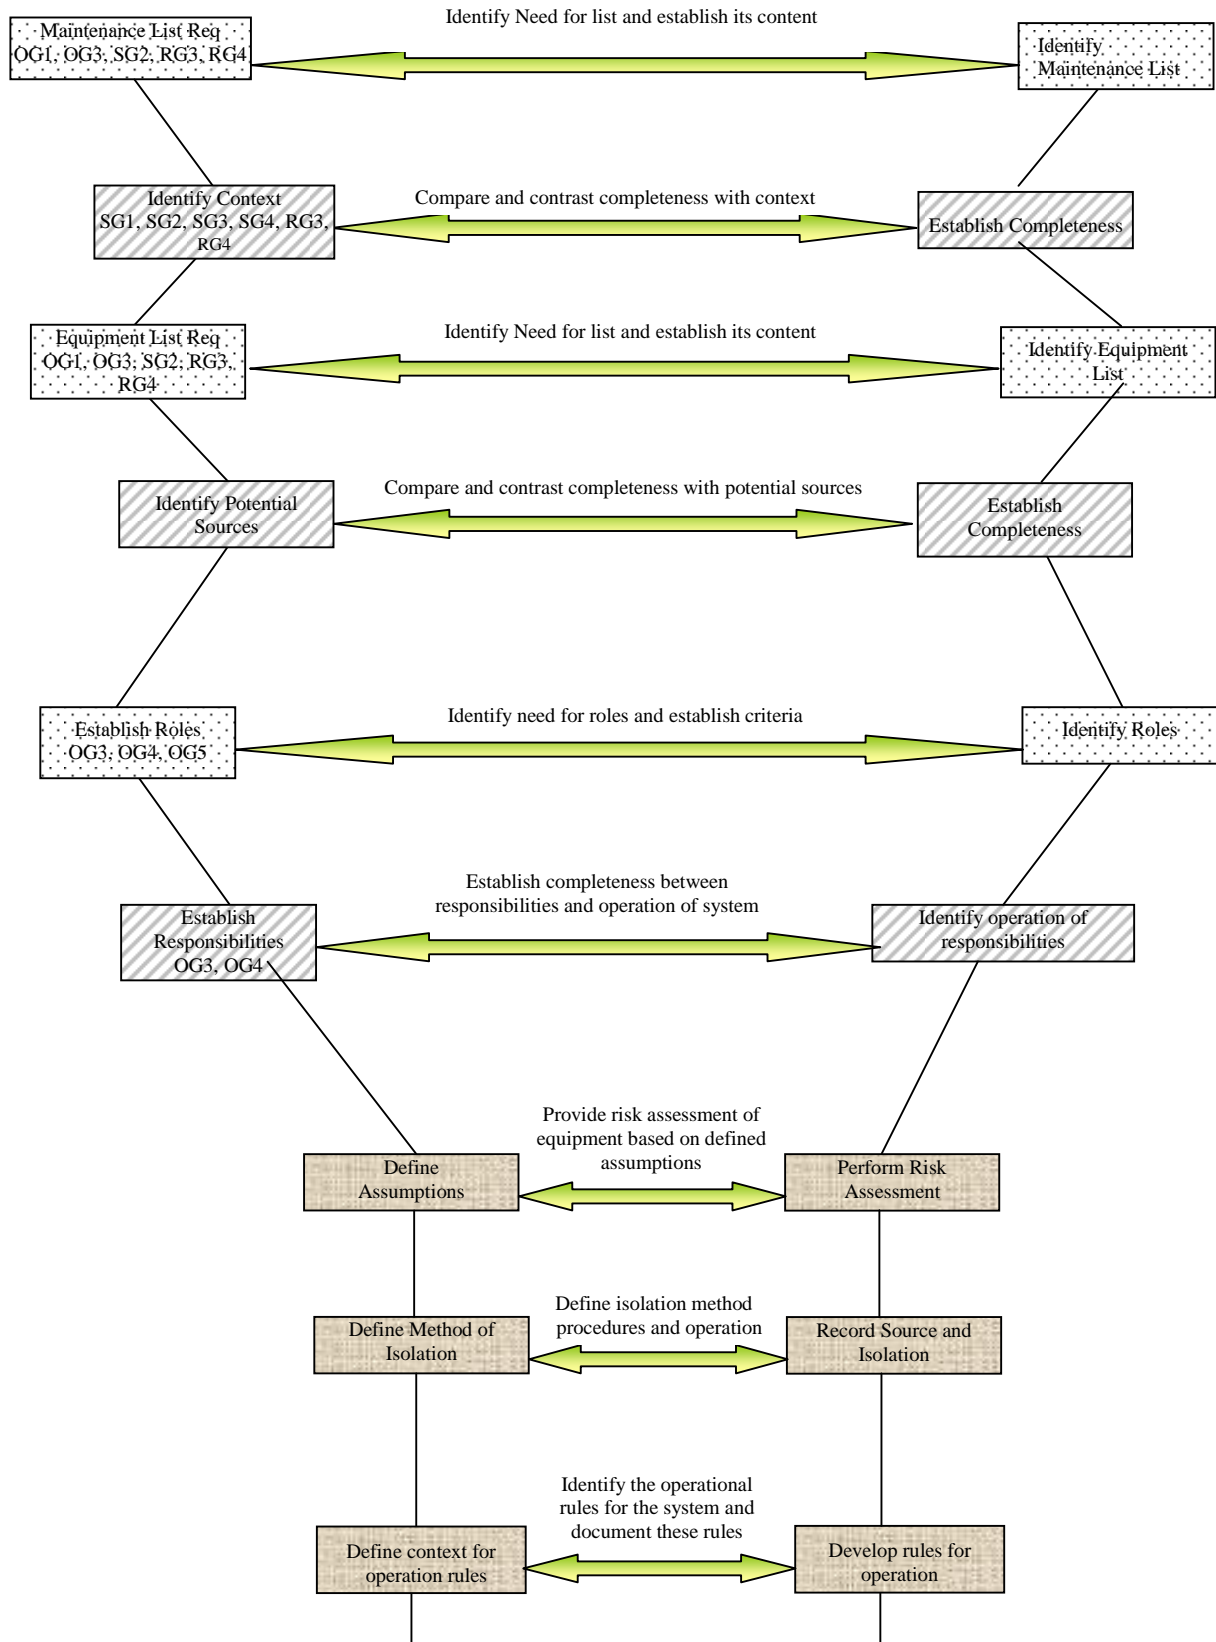 Identify Need for list and establish its content
Maintenance List Req
OG1, OG3, SG2, RG3, RG4
Identify
Maintenance List
Compare and contrast completeness with context
Identify Context
SG1, SG2, SG3, SG4, RG3,
RG4
Establish Completeness
Identify Need for list and establish its content
Equipment List Req
OG1, OG3, SG2, RG3,
RG4
Identify Equipment
List
Compare and contrast completeness with potential sources
Identify Potential
Sources
Establish
Completeness
Identify need for roles and establish criteria
Establish Roles
OG3, OG4, OG5
Identify Roles
Establish completeness between
responsibilities and operation of system
Establish
Responsibilities
OG3, OG4
Identify operation of
responsibilities
Provide risk assessment of
equipment based on defined
assumptions
Define
Assumptions
Perform Risk
Assessment
Define isolation method
procedures and operation
Define Method of
Isolation
Record Source and
Isolation
Identify the operational
rules for the system and
document these rules
Define context for
operation rules
Develop rules for
operation